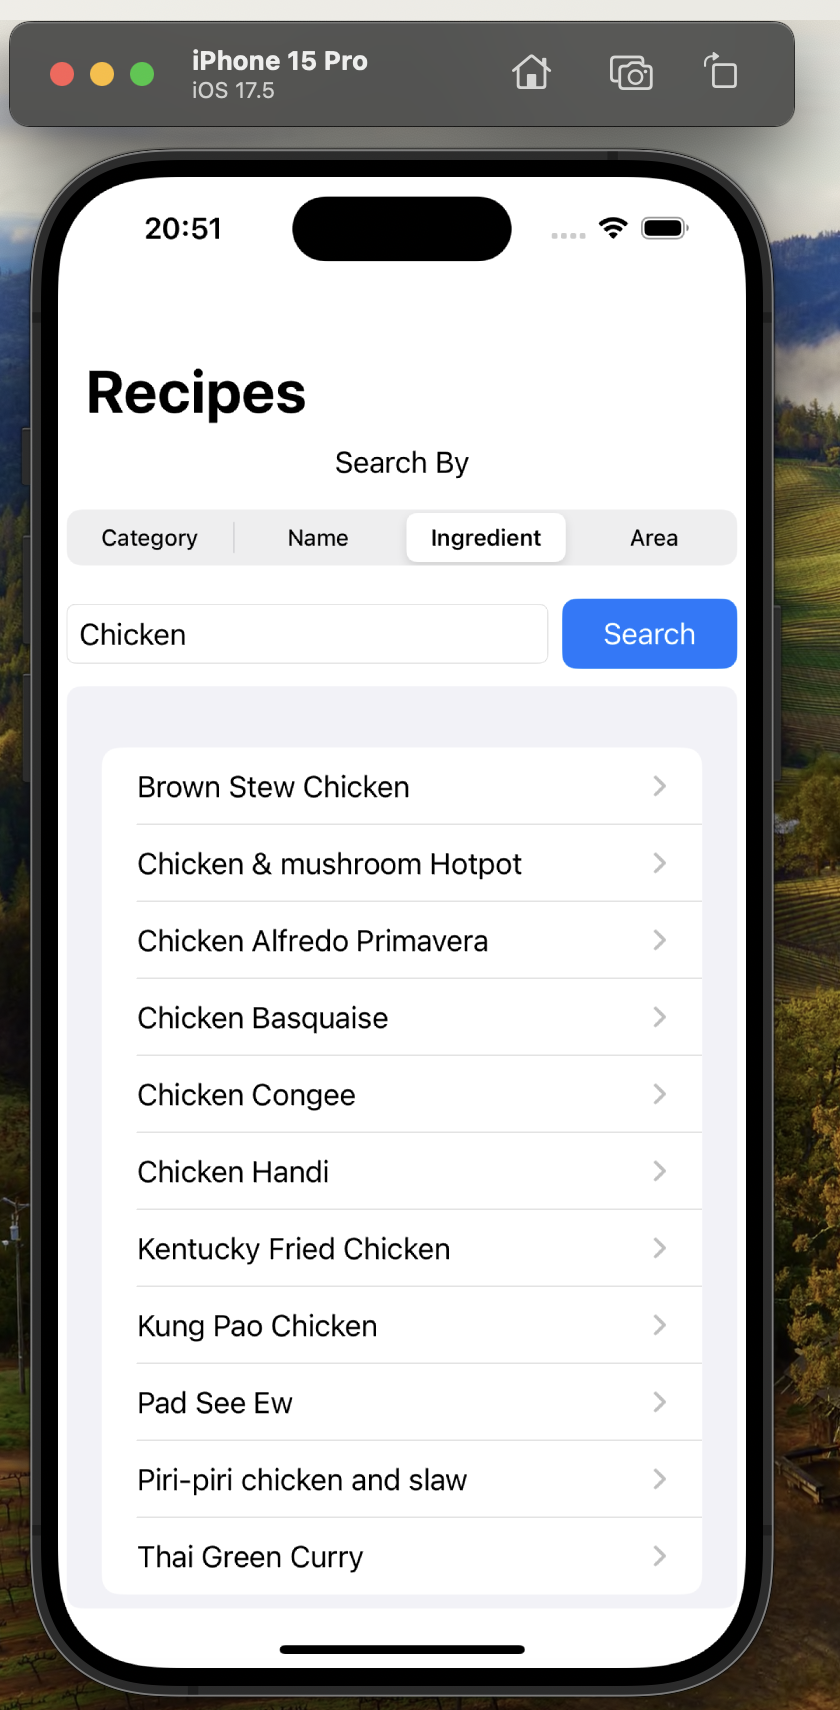 iPhone 15 Pro
iOS 17.5
20:51
Recipes
Search By
Category Name Ingredient Area
Chicken Search
Brown Stew Chicken
Chicken & mushroom Hotpot
Chicken Alfredo Primavera
Chicken Basquaise
Chicken Congee
Chicken Handi
Kentucky Fried Chicken
Kung Pao Chicken
Pad See Ew
Piri-piri chicken and slaw
Thai Green Curry